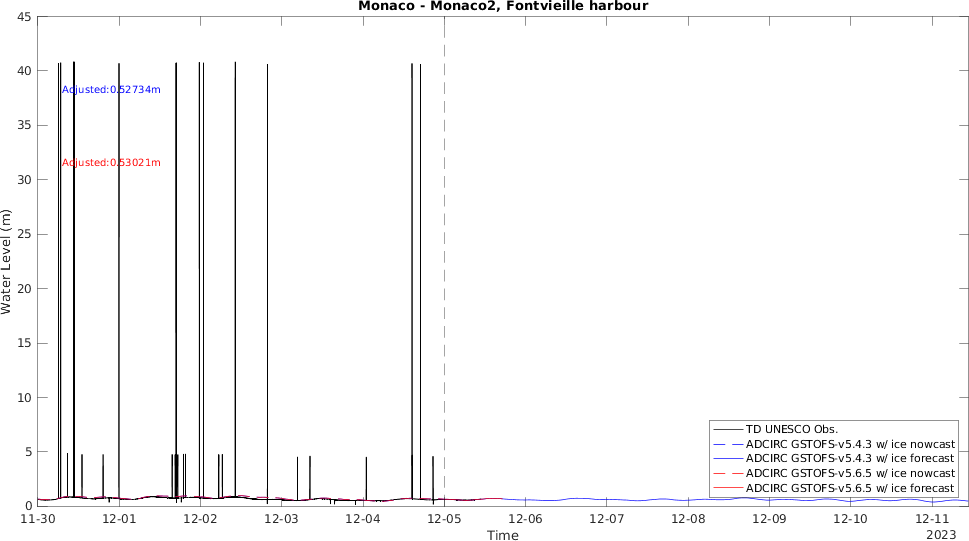 Monaco - Monaco2, Fontvieille harbour
Water Level (m)
45
40
35
30
25
20
15
10
5
0
Adjusted:0.52734m
Adjusted:0.53021m
TD UNESCO Obs.
ADCIRC GSTOFS-v5.4.3 w/ ice nowcast
ADCIRC GSTOFS-v5.4.3 w/ ice forecast
ADCIRC GSTOFS-v5.6.5 w/ ice nowcast
ADCIRC GSTOFS-v5.6.5 w/ ice forecast
11-30 12-01 12-02 12-03 12-04 12-05 12-06 12-07 12-08 12-09 12-10 12-11
2023
Time